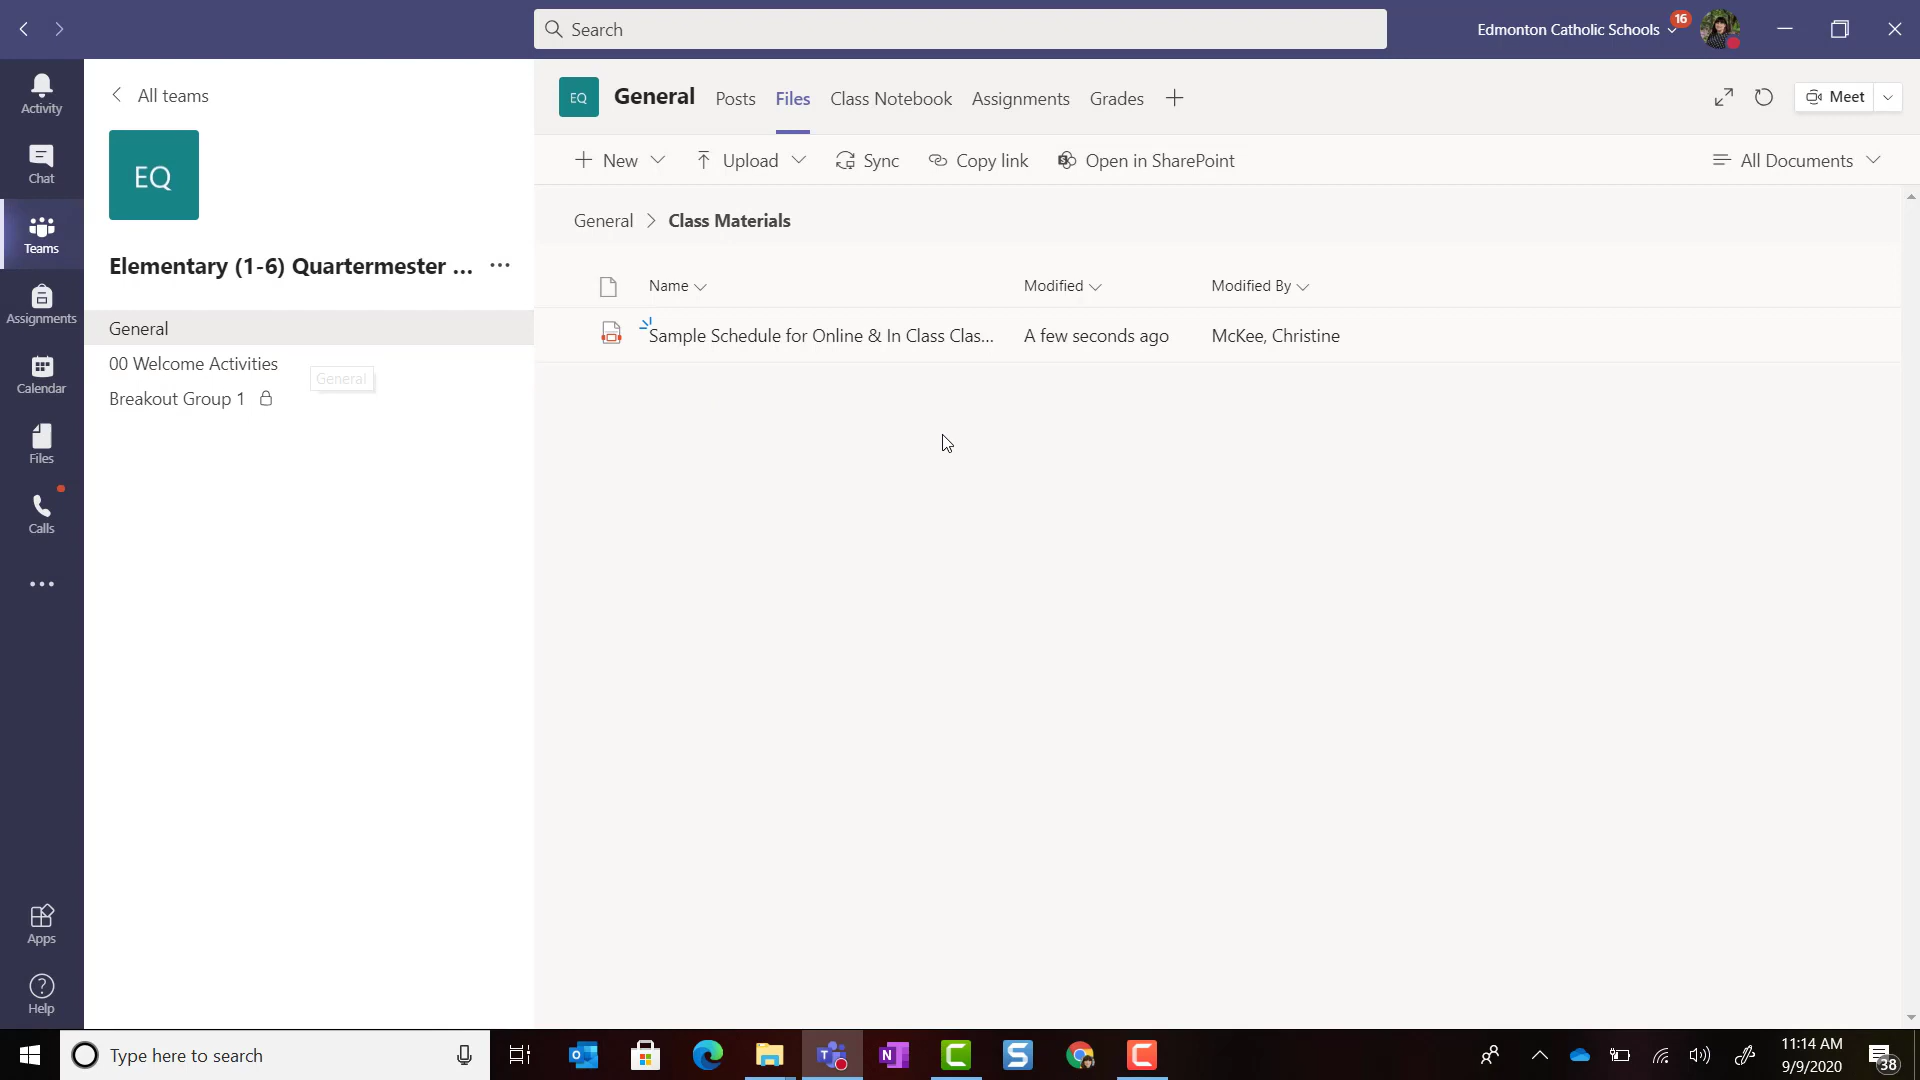 Search
Edmonton Catholic Schools
16
Activity
Chat
Teams
Assignments
Calendar
Files
Calls
Apps
Help
All teams
EQ
Elementary (1-6) Quartermester ...
General
00 Welcome Activities
Breakout Group 1
General
EQ
General
Posts
Files
Class Notebook
Assignments
Grades
Meet
New
Upload
Sync
Copy link
Open in SharePoint
All Documents
General > Class Materials
Name
Modified
Modified By
Sample Schedule for Online & In Class Clas...
A few seconds ago
McKee, Christine
Type here to search
11:14 AM
9/9/2020
38